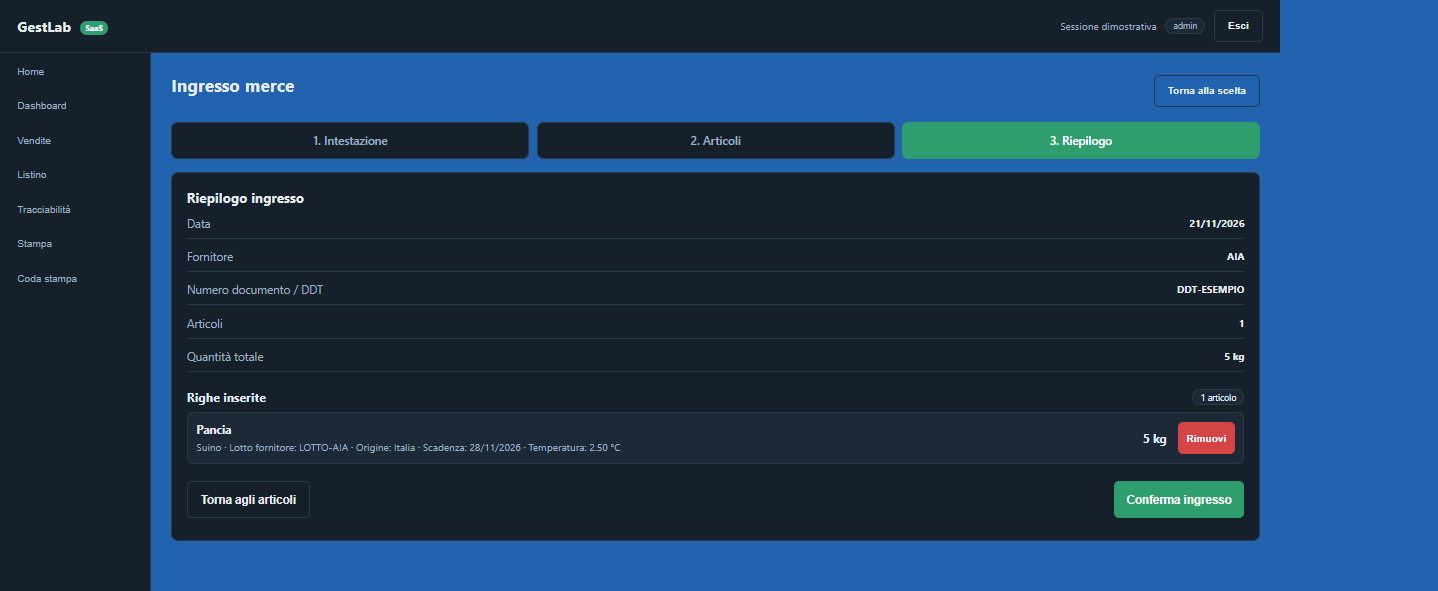 GestLab SaaS
Sessione dimostrativa admin Esci
Home
Dashboard
Vendite
Listino
Tracciabilità
Stampa
Coda stampa
Ingresso merce
Torna alla scelta
1. Intestazione
2. Articoli
3. Riepilogo
Riepilogo ingresso
Data 21/11/2026
Fornitore AIA
Numero documento / DDT DDT-ESEMPIO
Articoli 1
Quantità totale 5 kg
Righe inserite 1 articolo
Pancia
Suino · Lotto fornitore: LOTTO-AIA · Origine: Italia · Scadenza: 28/11/2026 · Temperatura: 2.50 °C
5 kg Rimuovi
Torna agli articoli
Conferma ingresso